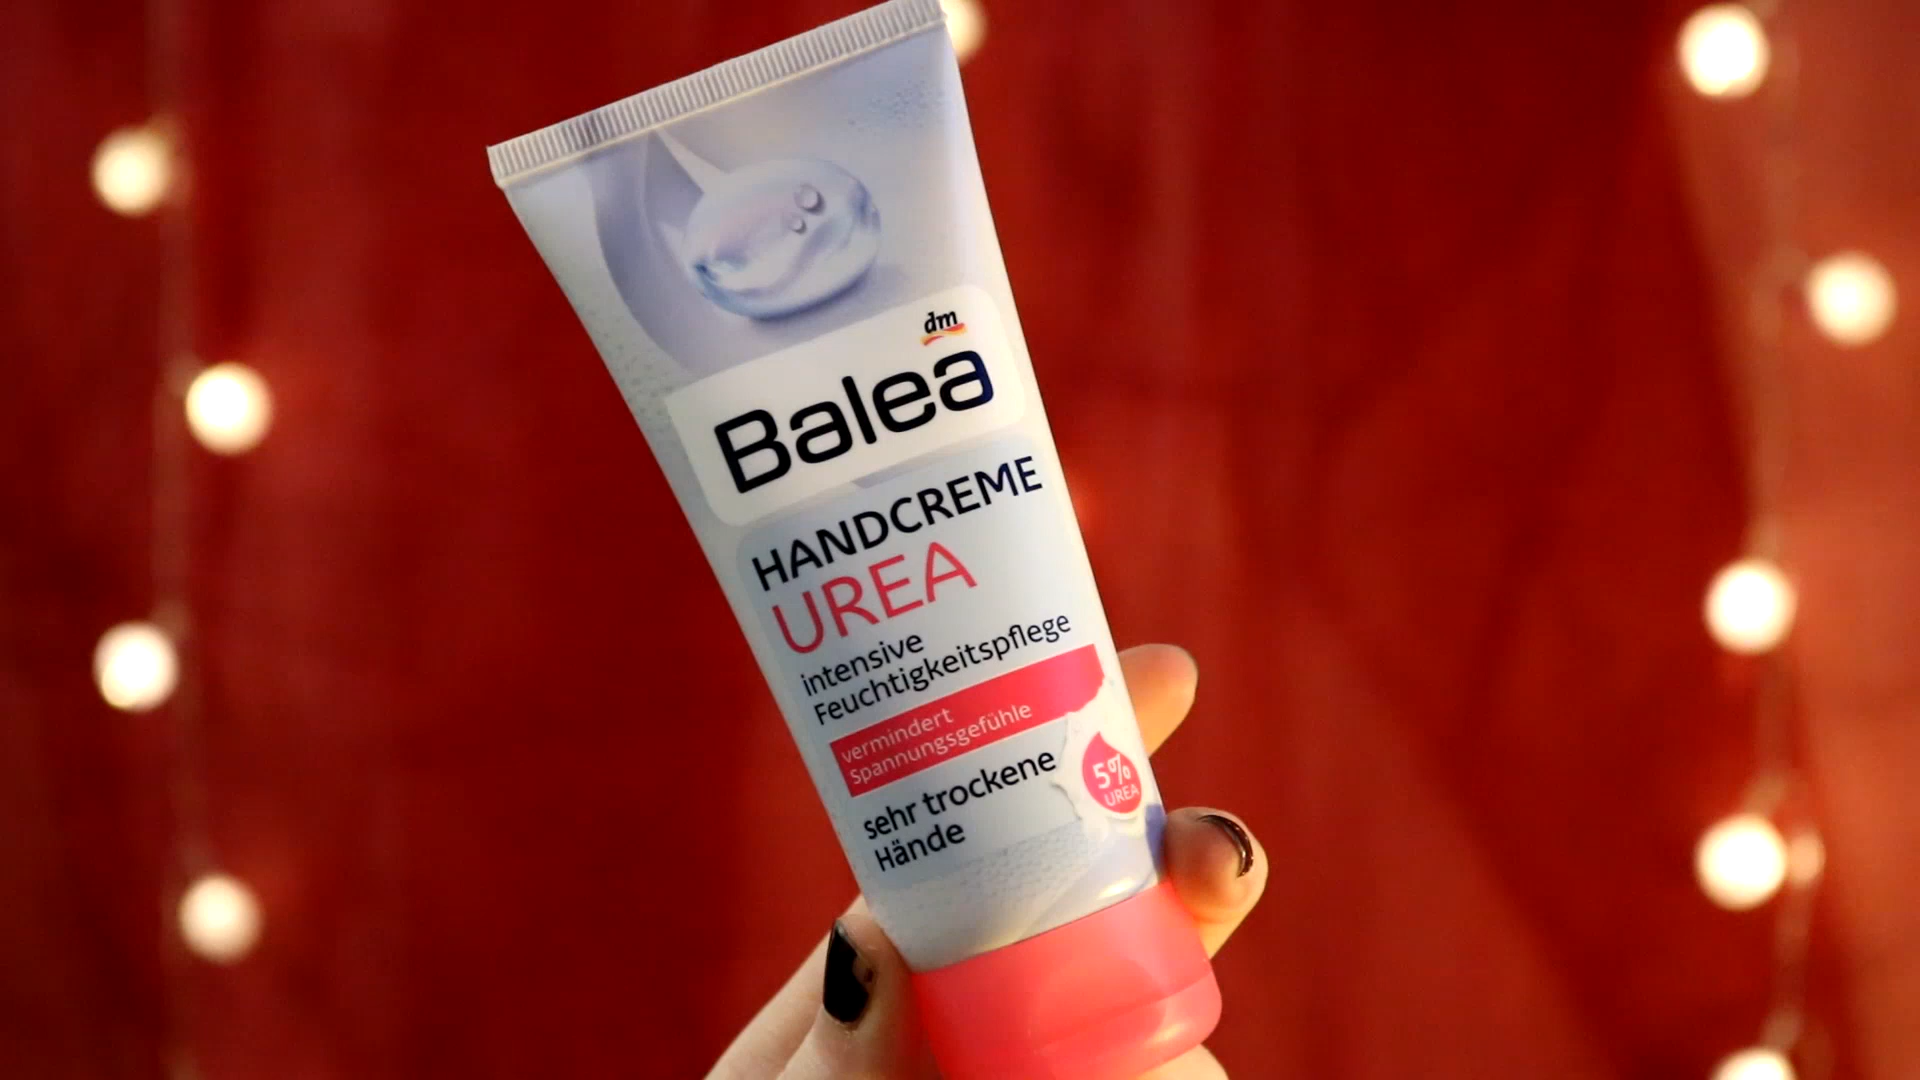 dm
Balea
HANDCREME
UREA
intensive
Feuchtigkeitspflege
vermindert
Spannungsgefühle
sehr trockene
Hände
5%
UREA